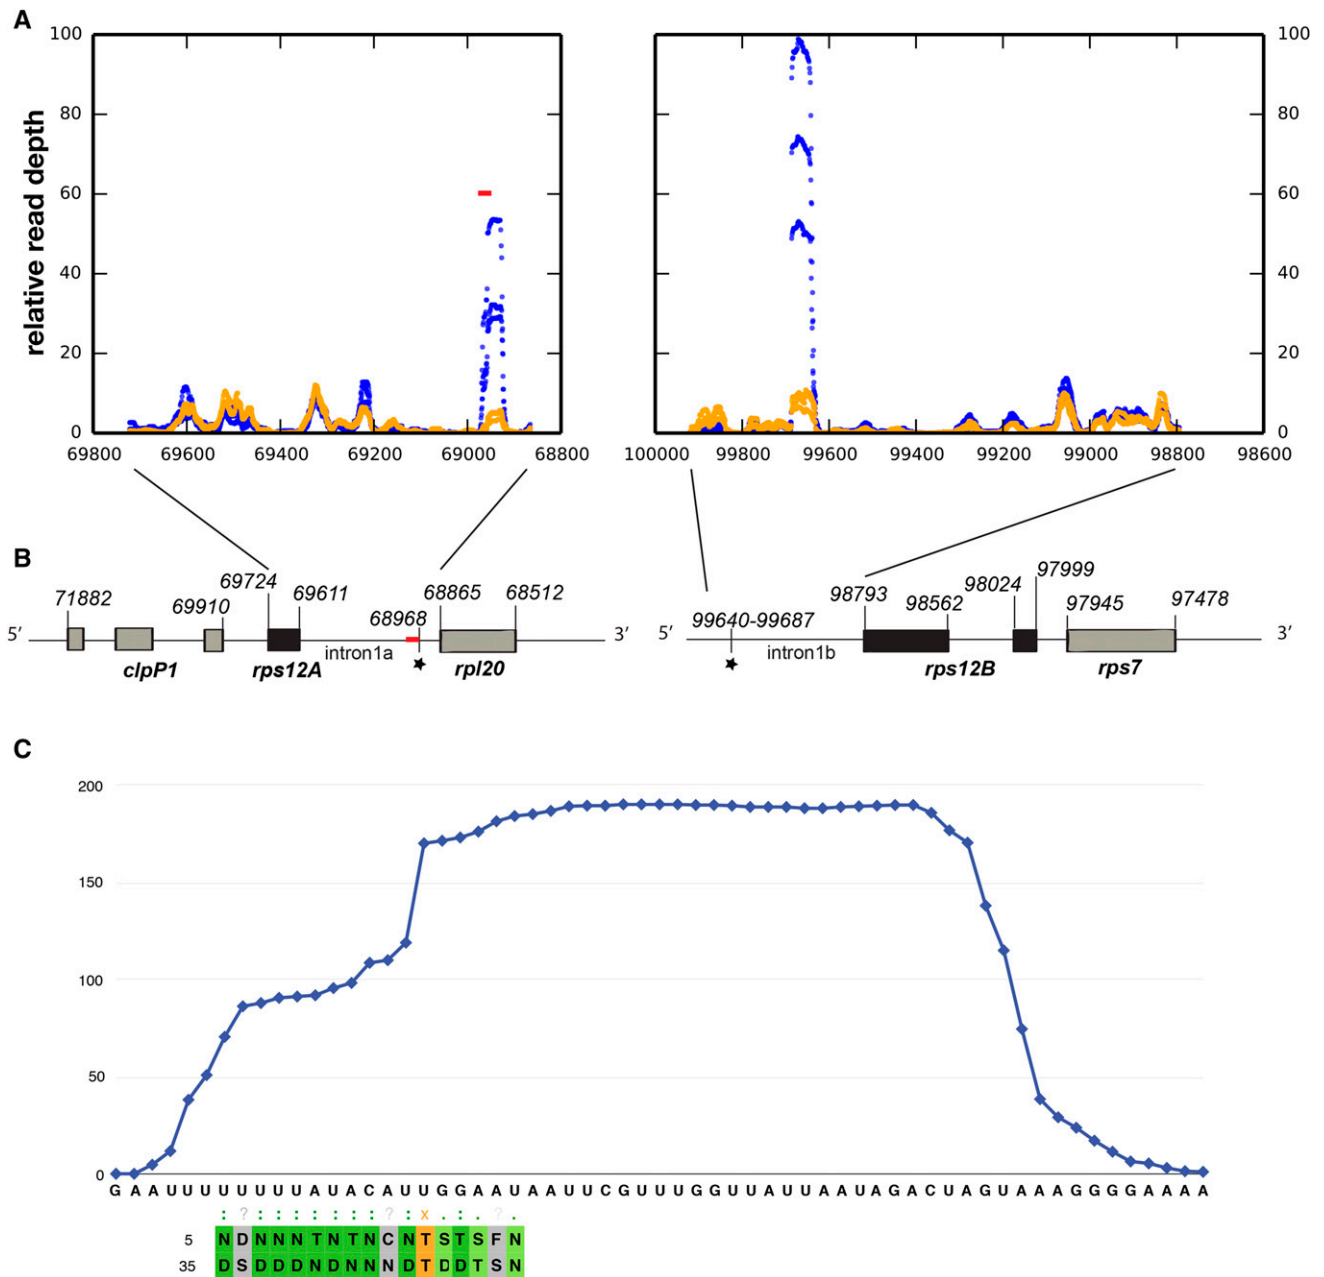 A
100 100
80 80
60 60
40 40
20 20
0 0
relative read depth
69800 69600 69400 69200 69000 68800
100000 99800 99600 99400 99200 99000 98800 98600
B
71882 69910 69724 69611 68968 68865 68512
5′ 3′
clpP1 rps12A intron1a rpl20
99640-99687 98793 98562 98024 97999 97945 97478
5′ 3′
intron1b rps12B rps7
C
200
150
100
50
0
G A A U U U U U U U U A U A C A U U G G A A U A A U U C G U U U G G U U A U U A A U A G A C U A G U A A A G G G G A A A A
: ? : : : : : : : ? : x . : . ? .
5 N D N N N T N T N C N T S T S F N
35 D S D D D N D N N N D T D D T S N